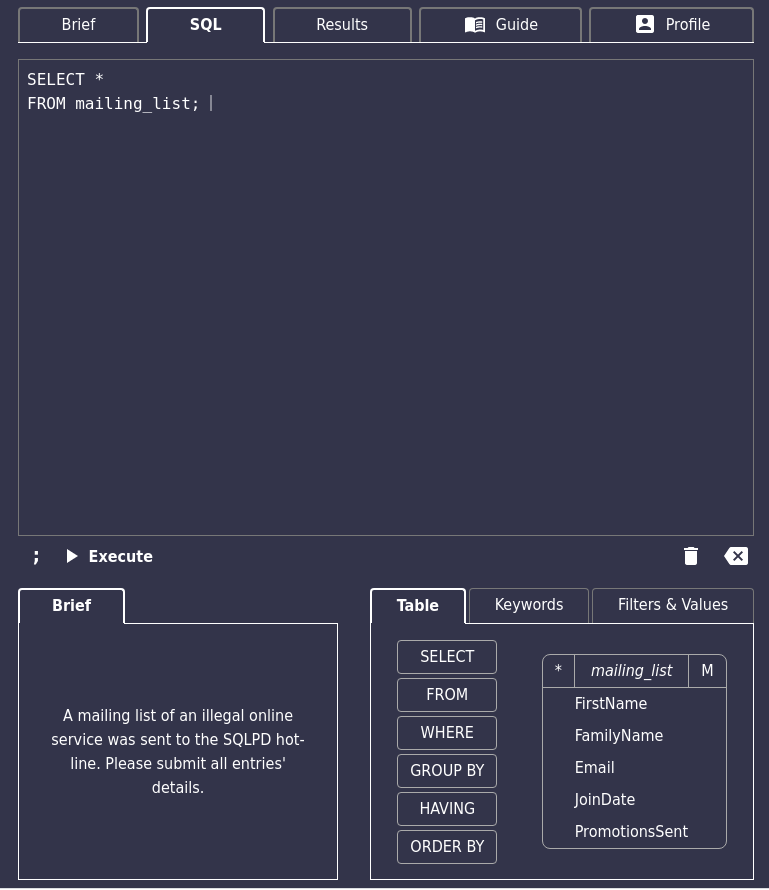 Brief
SQL
Results
Guide
Profile
SELECT *
FROM mailing_list;
;
Execute
Brief
A mailing list of an illegal online
service was sent to the SQLPD hot-
line. Please submit all entries'
details.
Table
Keywords
Filters & Values
SELECT
FROM
WHERE
GROUP BY
HAVING
ORDER BY
* mailing_list M
FirstName
FamilyName
Email
JoinDate
PromotionsSent